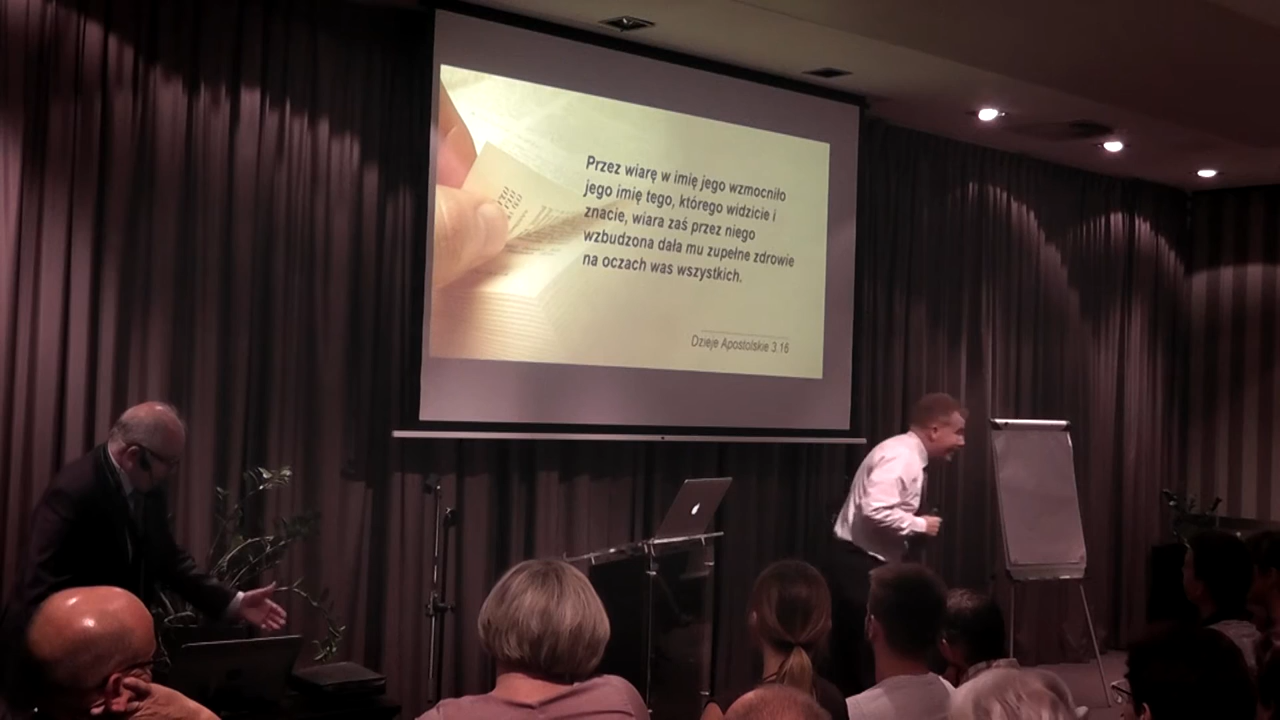 Przez wiarę w imię jego wzmocniło
jego imię tego, którego widzicie i
znacie, wiara zaś przez niego
wzbudzona dała mu zupełne zdrowie
na oczach was wszystkich.
Dzieje Apostolskie 3.16